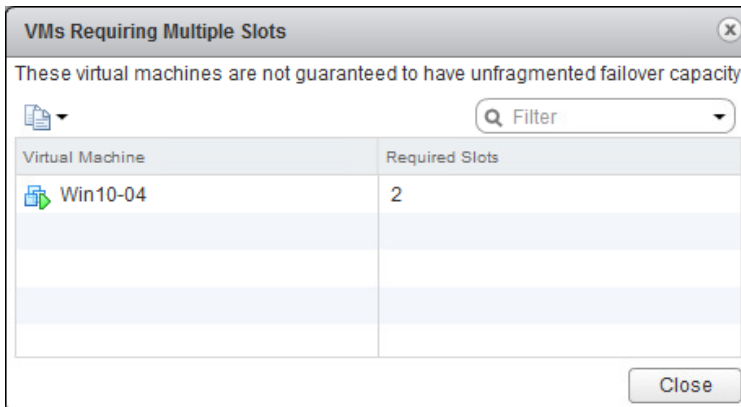 VMs Requiring Multiple Slots
These virtual machines are not guaranteed to have unfragmented failover capacity
Filter
Virtual Machine Required Slots
Win10-04 2
Close